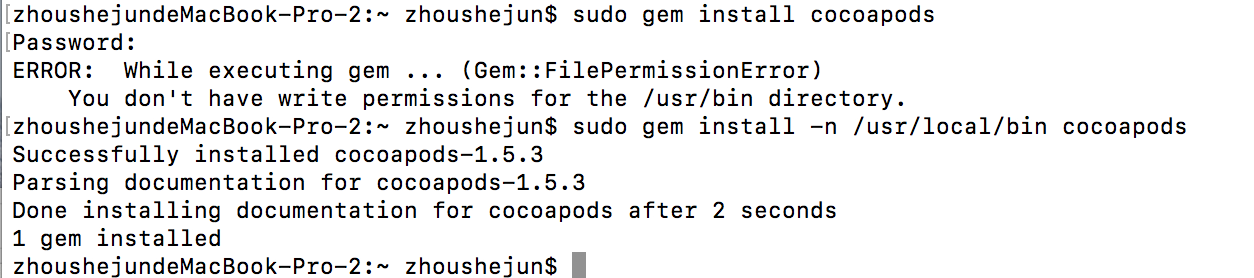 [zhoushejundeMacBook-Pro-2:~ zhoushejun$ sudo gem install cocoapods
[Password:
ERROR:  While executing gem ... (Gem::FilePermissionError)
    You don't have write permissions for the /usr/bin directory.
[zhoushejundeMacBook-Pro-2:~ zhoushejun$ sudo gem install -n /usr/local/bin cocoapods
Successfully installed cocoapods-1.5.3
Parsing documentation for cocoapods-1.5.3
Done installing documentation for cocoapods after 2 seconds
1 gem installed
zhoushejundeMacBook-Pro-2:~ zhoushejun$